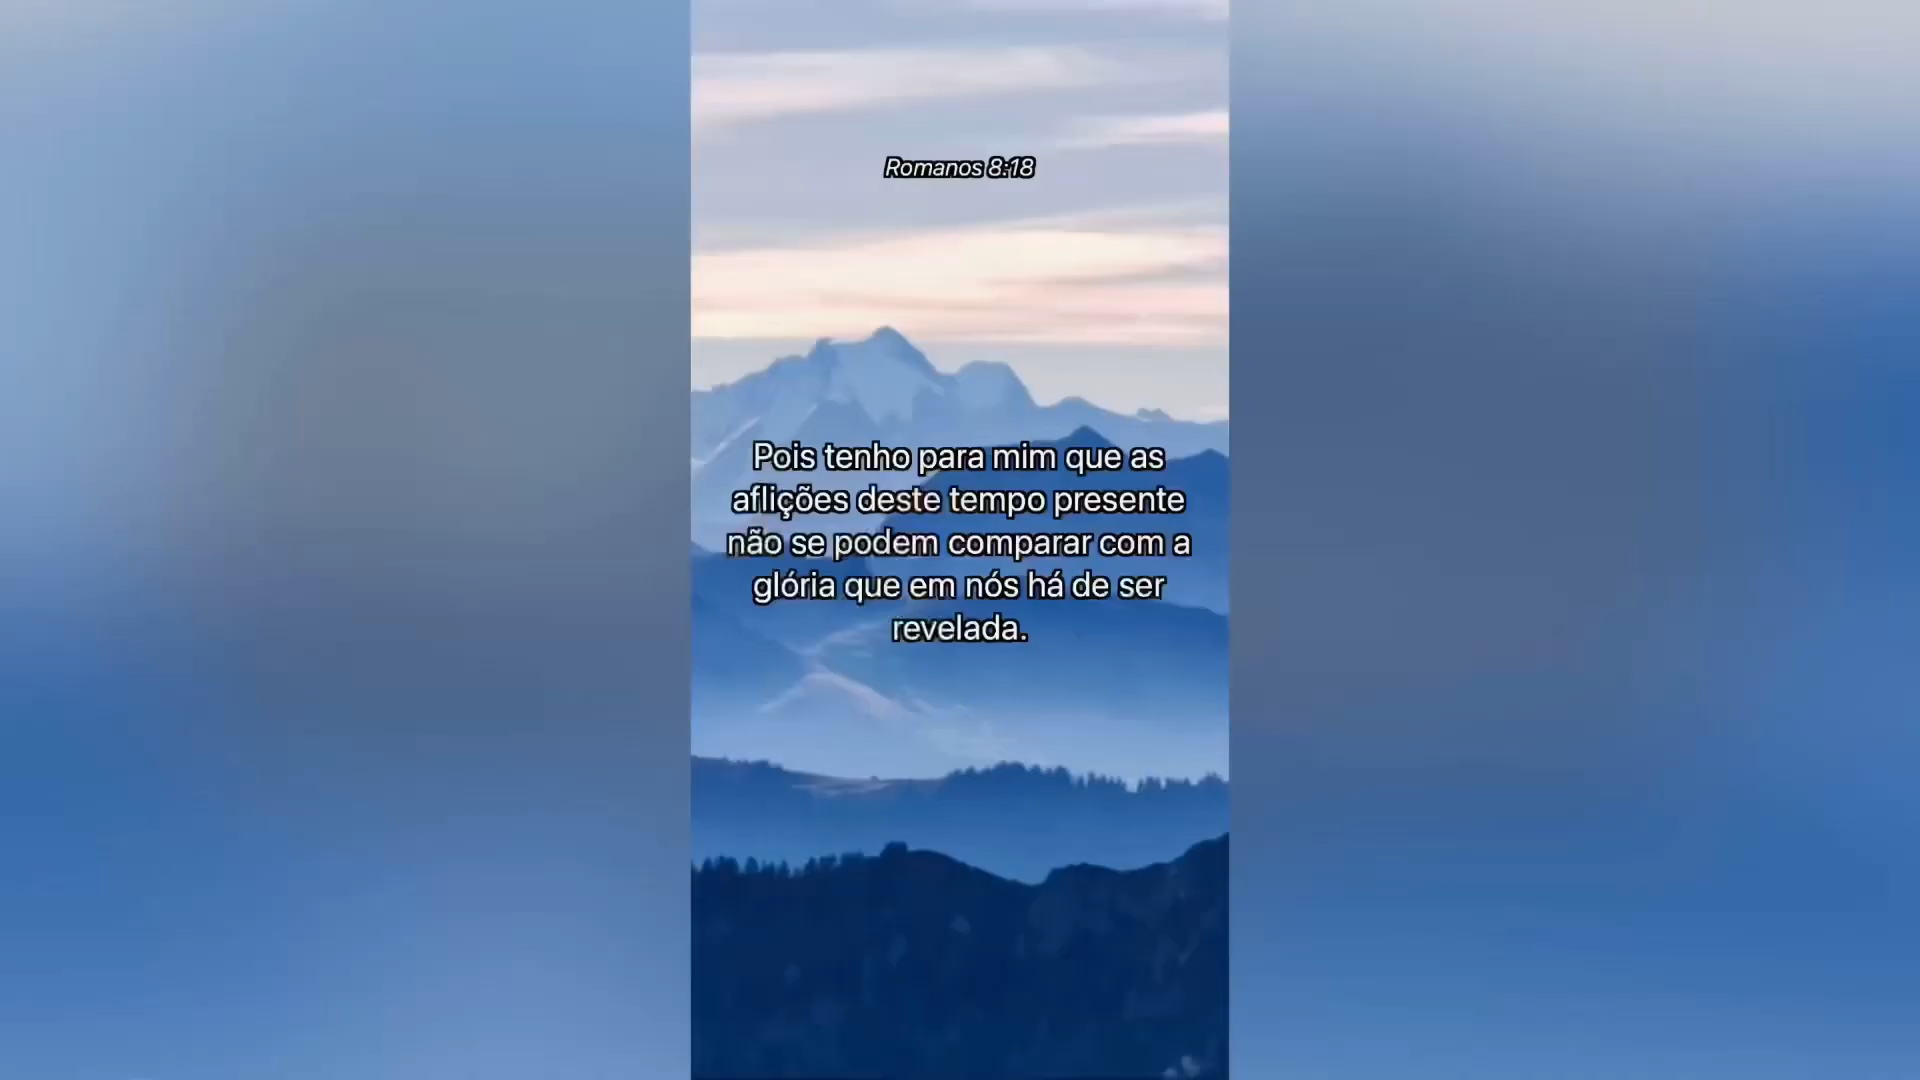 Romanos 8:18
Pois tenho para mim que as
aflições deste tempo presente
não se podem comparar com a
glória que em nós há de ser
revelada.